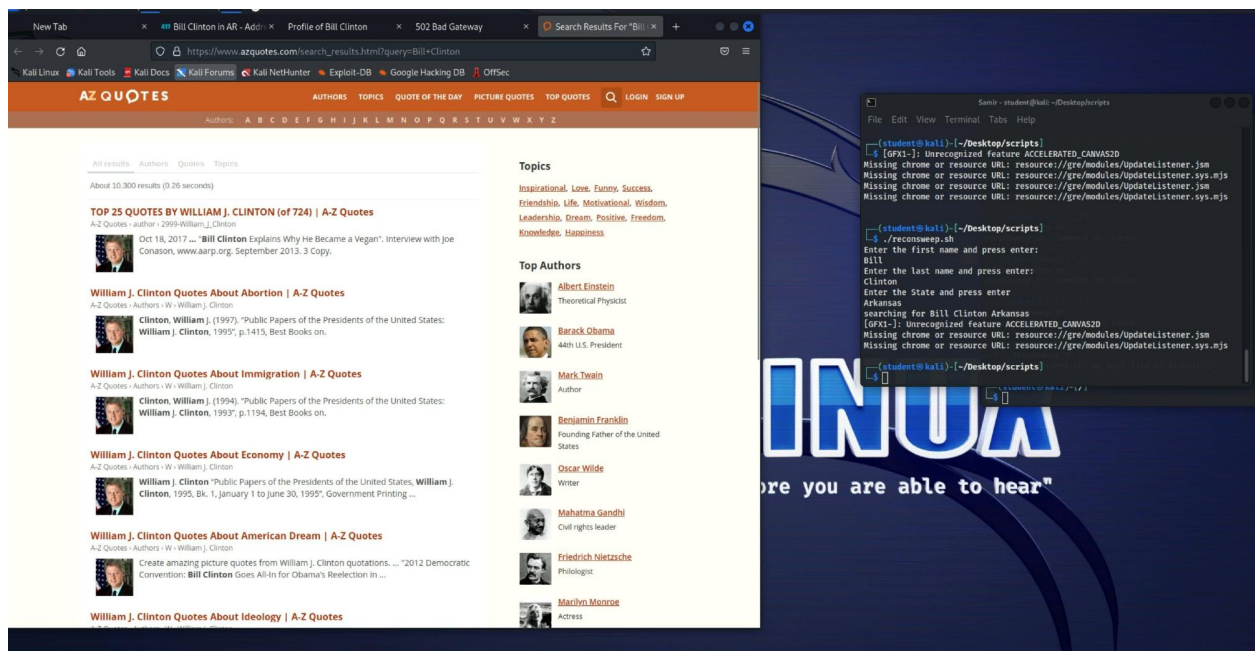 New Tab
411 Bill Clinton in AR - Addre
Profile of Bill Clinton
502 Bad Gateway
Search Results For "Bill C
https://www.azquotes.com/search_results.html?query=Bill+Clinton
Kali Linux Kali Tools Kali Docs Kali Forums Kali NetHunter Exploit-DB Google Hacking DB OffSec
AZ QUOTES
AUTHORS TOPICS QUOTE OF THE DAY PICTURE QUOTES TOP QUOTES LOGIN SIGN UP
Authors: A B C D E F G H I J K L M N O P Q R S T U V W X Y Z
All results Authors Quotes Topics
About 10,300 results (0.26 seconds)
TOP 25 QUOTES BY WILLIAM J. CLINTON (of 724) | A-Z Quotes
A-Z Quotes › author › 2999-William_J_Clinton
Oct 18, 2017 ... "Bill Clinton Explains Why He Became a Vegan". Interview with Joe
Conason, www.aarp.org. September 2013. 3 Copy.
William J. Clinton Quotes About Abortion | A-Z Quotes
A-Z Quotes › Authors › W › William J. Clinton
Clinton, William J. (1997). "Public Papers of the Presidents of the United States:
William J. Clinton, 1995", p.1415, Best Books on.
William J. Clinton Quotes About Immigration | A-Z Quotes
A-Z Quotes › Authors › W › William J. Clinton
Clinton, William J. (1994). "Public Papers of the Presidents of the United States:
William J. Clinton, 1993", p.1194, Best Books on.
William J. Clinton Quotes About Economy | A-Z Quotes
A-Z Quotes › Authors › W › William J. Clinton
William J. Clinton "Public Papers of the Presidents of the United States, William J.
Clinton, 1995, Bk. 1, January 1 to June 30, 1995", Government Printing ...
William J. Clinton Quotes About American Dream | A-Z Quotes
A-Z Quotes › Authors › W › William J. Clinton
Create amazing picture quotes from William J. Clinton quotations. ... "2012 Democratic
Convention: Bill Clinton Goes All-In for Obama's Reelection in ...
William J. Clinton Quotes About Ideology | A-Z Quotes
Topics
Inspirational, Love, Funny, Success,
Friendship, Life, Motivational, Wisdom,
Leadership, Dream, Positive, Freedom,
Knowledge, Happiness
Top Authors
Albert Einstein
Theoretical Physicist
Barack Obama
44th U.S. President
Mark Twain
Author
Benjamin Franklin
Founding Father of the United
States
Oscar Wilde
Writer
Mahatma Gandhi
Civil rights leader
Friedrich Nietzsche
Philologist
Marilyn Monroe
Actress
Samir - student@kali: ~/Desktop/scripts
File Edit View Terminal Tabs Help
(student㉿kali)-[~/Desktop/scripts]
$ [GFX1-]: Unrecognized feature ACCELERATED_CANVAS2D
Missing chrome or resource URL: resource://gre/modules/UpdateListener.jsm
Missing chrome or resource URL: resource://gre/modules/UpdateListener.sys.mjs
Missing chrome or resource URL: resource://gre/modules/UpdateListener.jsm
Missing chrome or resource URL: resource://gre/modules/UpdateListener.sys.mjs
(student㉿kali)-[~/Desktop/scripts]
$ ./reconsweep.sh
Enter the first name and press enter:
Bill
Enter the last name and press enter:
Clinton
Enter the State and press enter
Arkansas
searching for Bill Clinton Arkansas
[GFX1-]: Unrecognized feature ACCELERATED_CANVAS2D
Missing chrome or resource URL: resource://gre/modules/UpdateListener.jsm
Missing chrome or resource URL: resource://gre/modules/UpdateListener.sys.mjs
(student㉿kali)-[~/Desktop/scripts]
$
(student㉿kali)-[/]
$
INUX
ore you are able to hear"